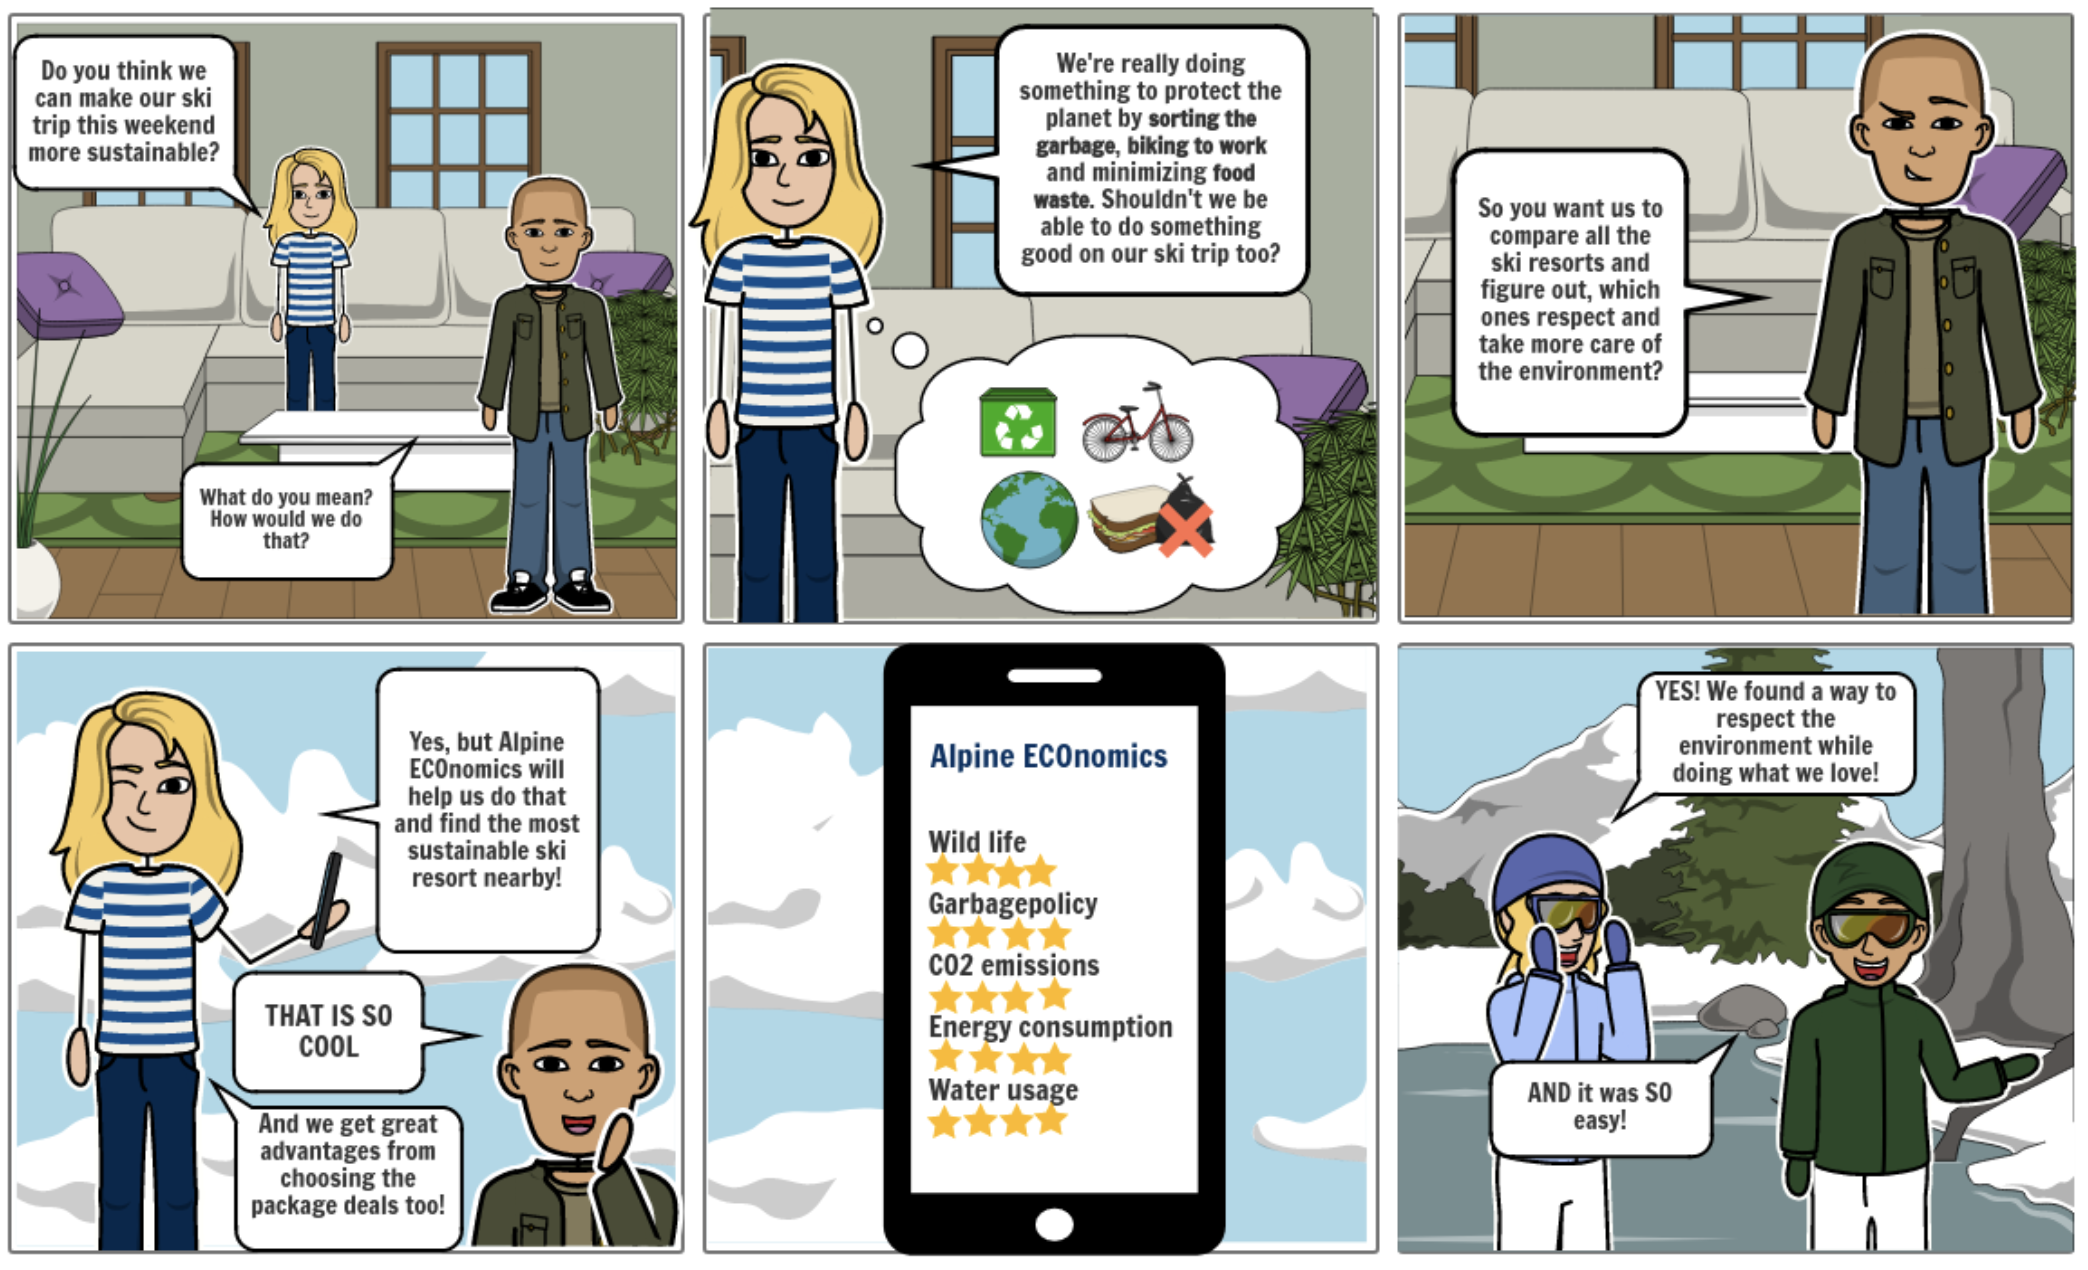 Do you think we
can make our ski
trip this weekend
more sustainable?
What do you mean?
How would we do
that?
We're really doing
something to protect the
planet by sorting the
garbage, biking to work
and minimizing food
waste. Shouldn't we be
able to do something
good on our ski trip too?
So you want us to
compare all the
ski resorts and
figure out, which
ones respect and
take more care of
the environment?
Yes, but Alpine
ECOnomics will
help us do that
and find the most
sustainable ski
resort nearby!
THAT IS SO
COOL
And we get great
advantages from
choosing the
package deals too!
Alpine ECOnomics
Wild life
Garbagepolicy
CO2 emissions
Energy consumption
Water usage
YES! We found a way to
respect the
environment while
doing what we love!
AND it was SO
easy!